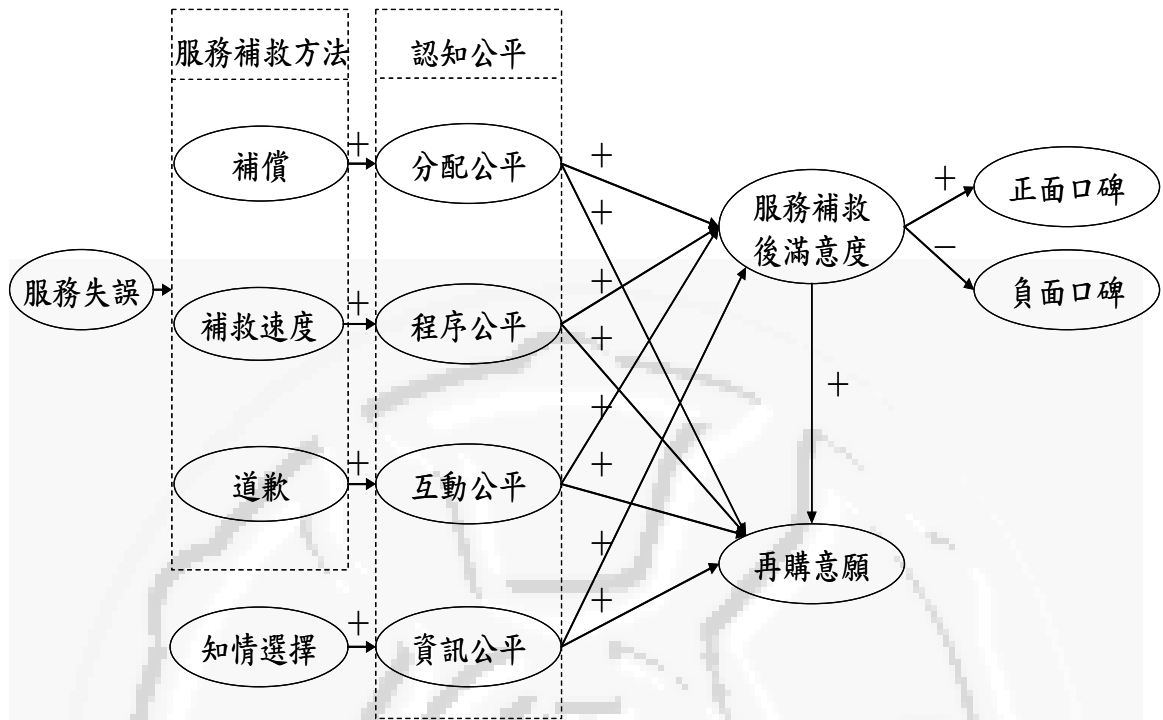 服務補救方法
認知公平
補償
+
分配公平
+
+
服務補救
後滿意度
+
正面口碑
−
負面口碑
服務失誤
補救速度
+
程序公平
+
+
+
道歉
+
互動公平
+
+
再購意願
知情選擇
+
資訊公平
+
+